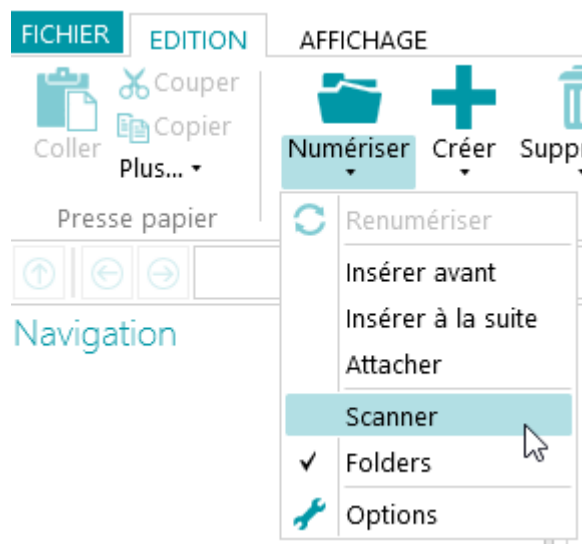 FICHIER EDITION AFFICHAGE
Couper
Copier
Coller
Plus...
Numériser Créer
Presse papier
Renumériser
Insérer avant
Insérer à la suite
Navigation
Attacher
Scanner
Folders
Options